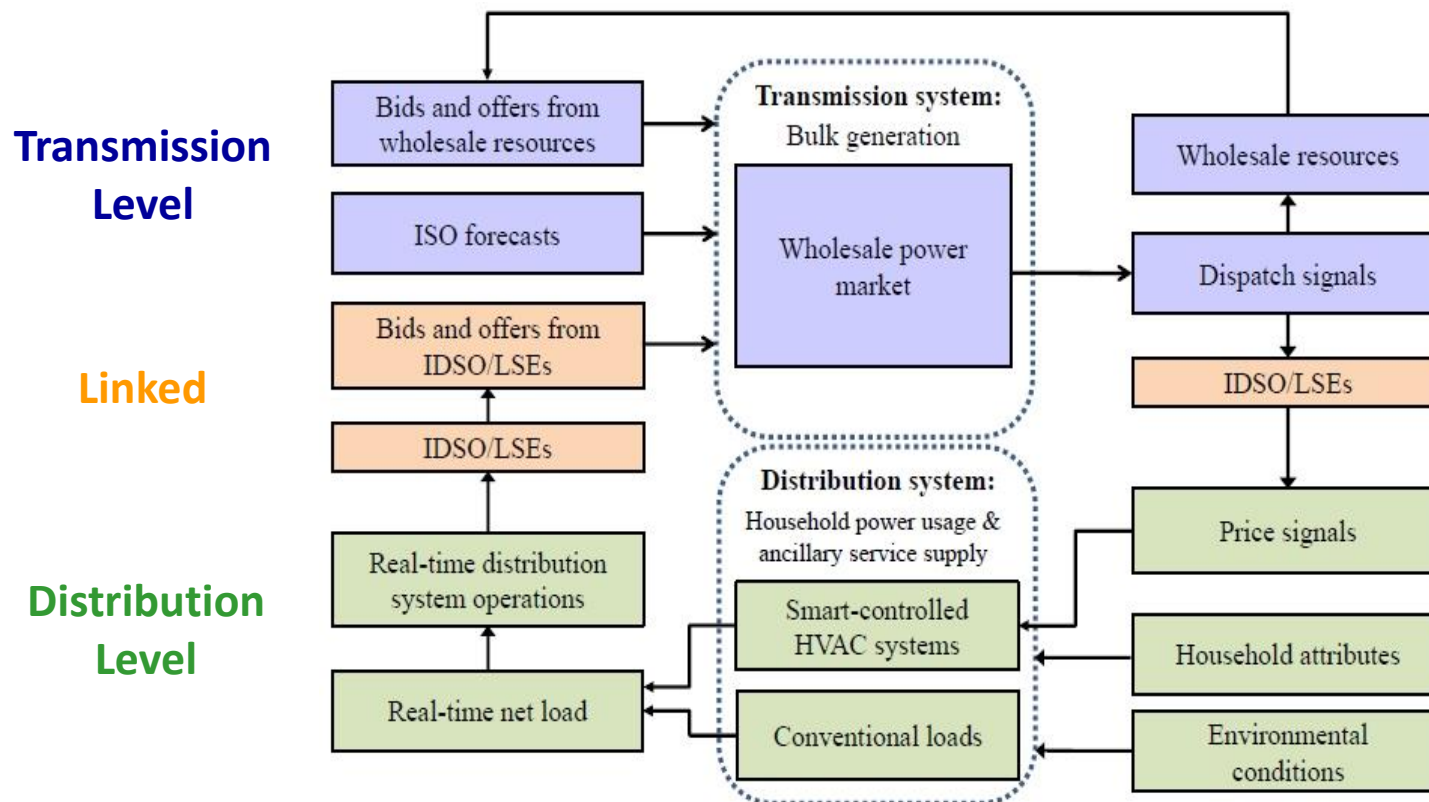 Transmission
Level
Linked
Distribution
Level
Bids and offers from
wholesale resources
ISO forecasts
Bids and offers from
IDSO/LSEs
IDSO/LSEs
Real-time distribution
system operations
Real-time net load
Transmission system:
Bulk generation
Wholesale power
market
Distribution system:
Household power usage &
ancillary service supply
Smart-controlled
HVAC systems
Conventional loads
Wholesale resources
Dispatch signals
IDSO/LSEs
Price signals
Household attributes
Environmental
conditions